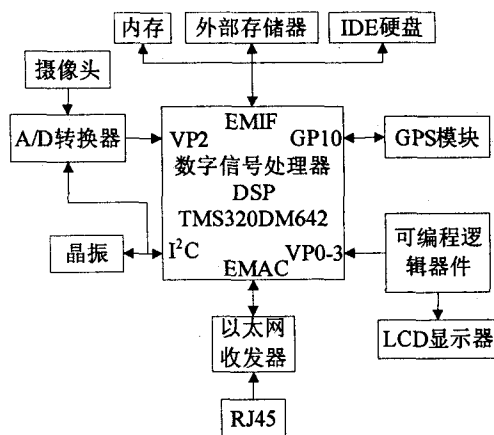 内存
外部存储器
IDE硬盘
摄像头
A/D转换器
VP2
EMIF
GP10
GPS模块
数字信号处理器
DSP
TMS320DM642
晶振
I²C
VP0-3
EMAC
可编程逻
辑器件
LCD显示器
以太网
收发器
RJ45